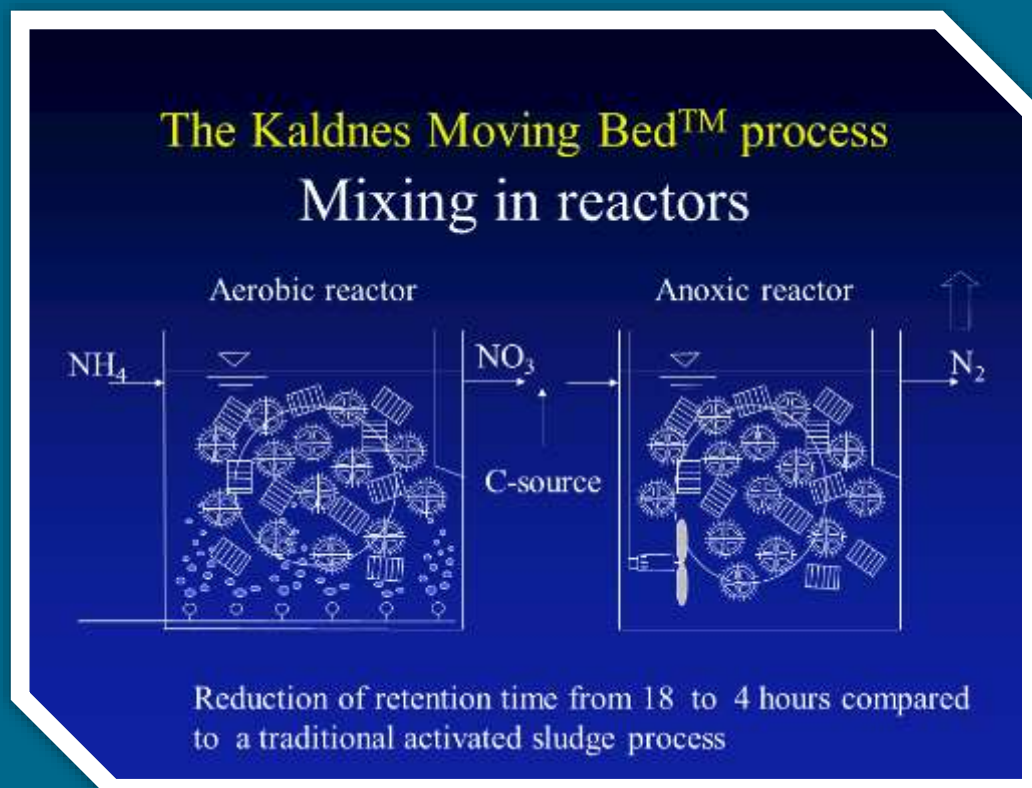 The Kaldnes Moving Bed™ process
Mixing in reactors
Aerobic reactor
Anoxic reactor
NH₄
NO₃
N₂
C-source
Reduction of retention time from 18 to 4 hours compared
to a traditional activated sludge process